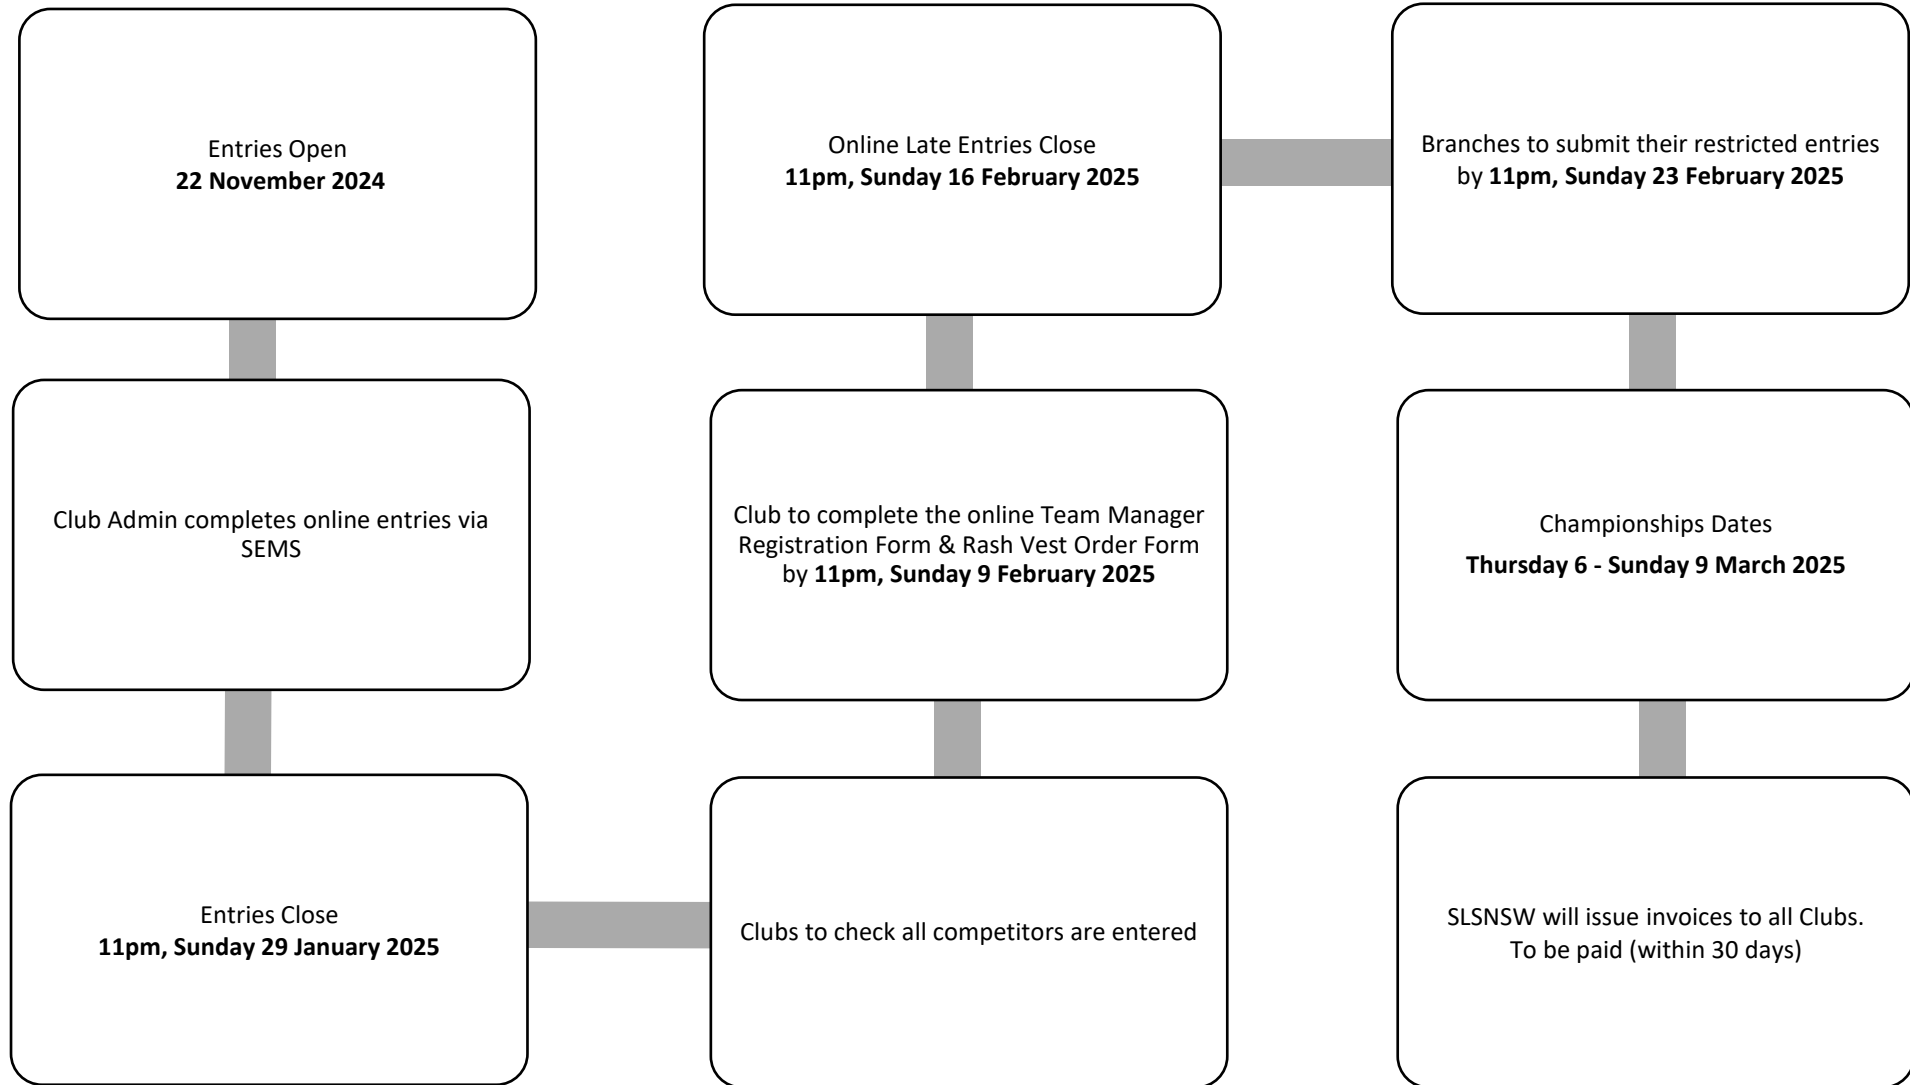 Entries Open
22 November 2024
Club Admin completes online entries via
SEMS
Entries Close
11pm, Sunday 29 January 2025
Clubs to check all competitors are entered
Club to complete the online Team Manager
Registration Form & Rash Vest Order Form
by 11pm, Sunday 9 February 2025
Online Late Entries Close
11pm, Sunday 16 February 2025
Branches to submit their restricted entries
by 11pm, Sunday 23 February 2025
Championships Dates
Thursday 6 - Sunday 9 March 2025
SLSNSW will issue invoices to all Clubs.
To be paid (within 30 days)